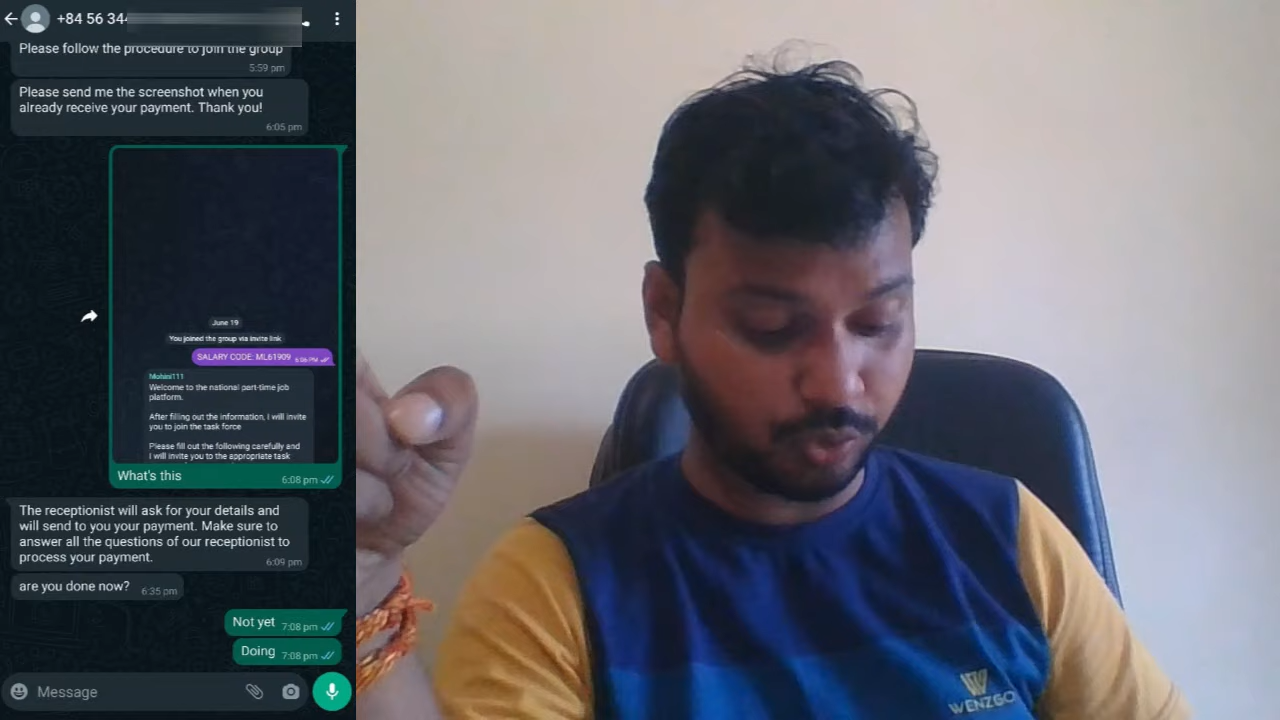 +84 56 34
Please follow the procedure to join the group
5:59 pm
Please send me the screenshot when you
already receive your payment. Thank you!
6:05 pm
June 19
You joined the group via invite link
SALARY CODE: ML61909 6:06 PM
Mohini111
Welcome to the national part-time job
platform.
After filling out the information, I will invite
you to join the task force
Please fill out the following carefully and
I will invite you to the appropriate task
What's this
6:08 pm
The receptionist will ask for your details and
will send to you your payment. Make sure to
answer all the questions of our receptionist to
process your payment.
6:09 pm
are you done now? 6:35 pm
Not yet 7:08 pm
Doing 7:08 pm
Message
WENZGO